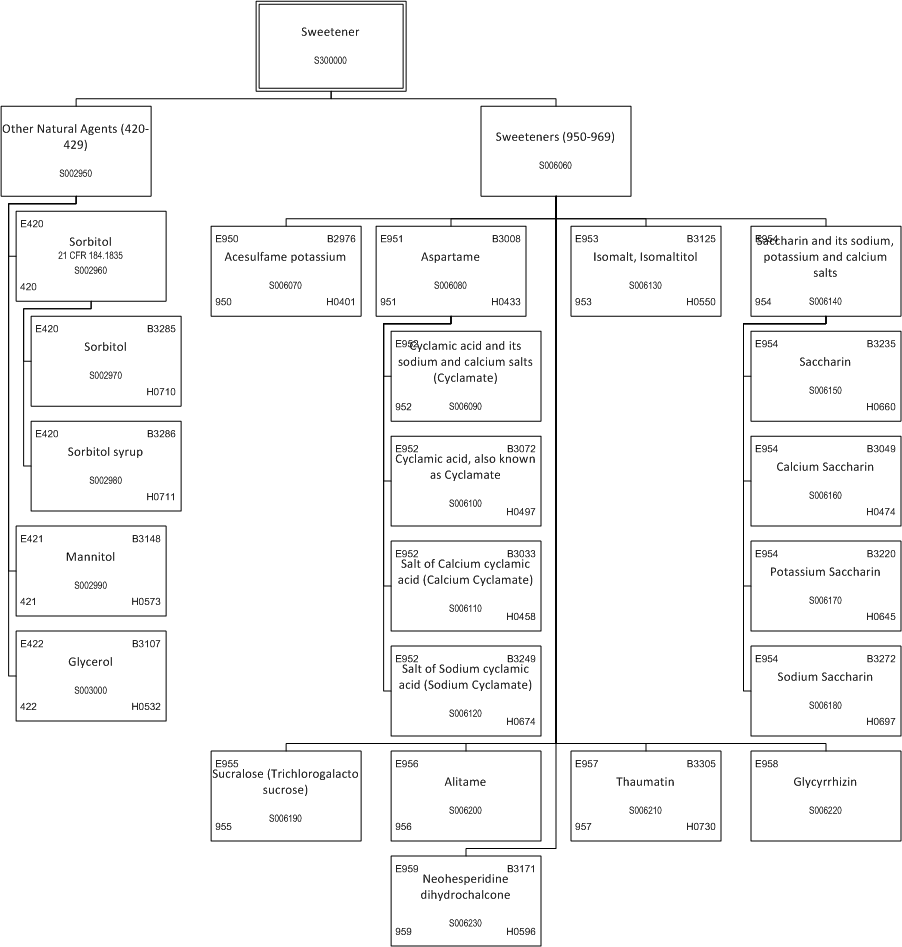 Sweetener
S300000
Other Natural Agents (420-
429)
S002950
Sweeteners (950-969)
S006060
E420
Sorbitol
21 CFR 184.1835
S002960
420
E420 B3285
Sorbitol
S002970
H0710
E420 B3286
Sorbitol syrup
S002980
H0711
E421 B3148
Mannitol
S002990
421 H0573
E422 B3107
Glycerol
S003000
422 H0532
E950 B2976
Acesulfame potassium
S006070
950 H0401
E951 B3008
Aspartame
S006080
951 H0433
E952
Cyclamic acid and its
sodium and calcium salts
(Cyclamate)
952 S006090
E952 B3072
Cyclamic acid, also known
as Cyclamate
S006100
H0497
E952 B3033
Salt of Calcium cyclamic
acid (Calcium Cyclamate)
S006110
H0458
E952 B3249
Salt of Sodium cyclamic
acid (Sodium Cyclamate)
S006120
H0674
E953 B3125
Isomalt, Isomaltitol
S006130
953 H0550
E954
Saccharin and its sodium,
potassium and calcium
salts
954 S006140
E954 B3235
Saccharin
S006150
H0660
E954 B3049
Calcium Saccharin
S006160
H0474
E954 B3220
Potassium Saccharin
S006170
H0645
E954 B3272
Sodium Saccharin
S006180
H0697
E955
Sucralose (Trichlorogalacto
sucrose)
S006190
955
E956
Alitame
S006200
956
E957 B3305
Thaumatin
S006210
957 H0730
E958
Glycyrrhizin
S006220
E959 B3171
Neohesperidine
dihydrochalcone
S006230
959 H0596